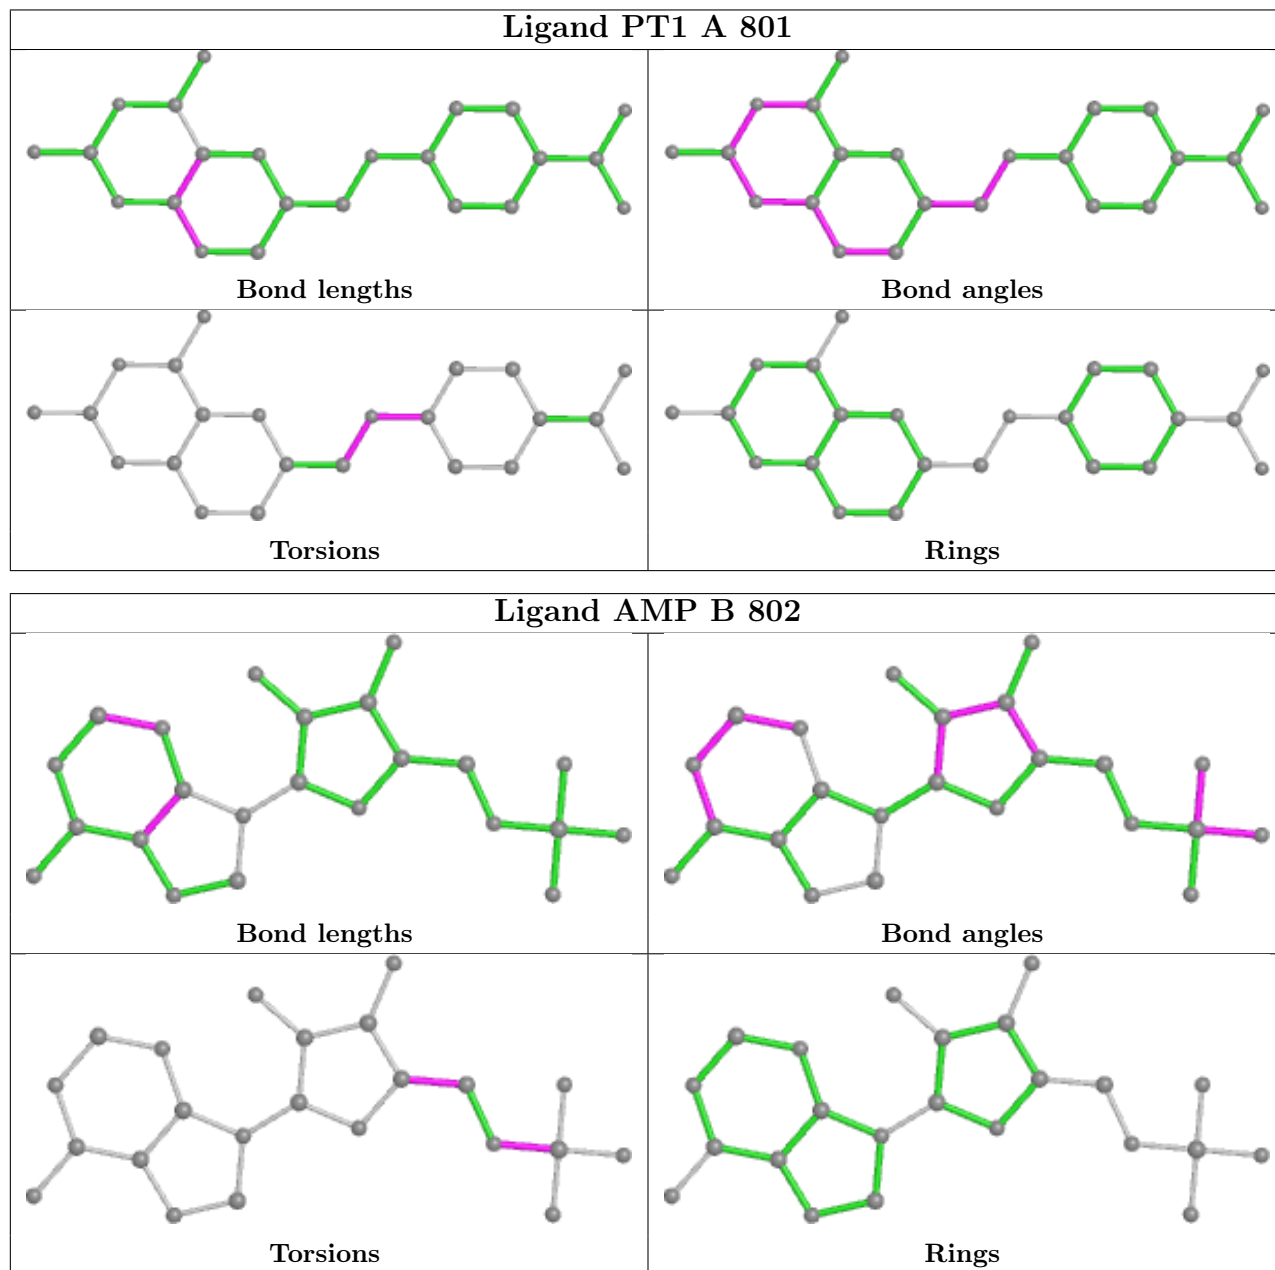 Ligand PT1 A 801
Bond lengths
Bond angles
Torsions
Rings
Ligand AMP B 802
Bond lengths
Bond angles
Torsions
Rings